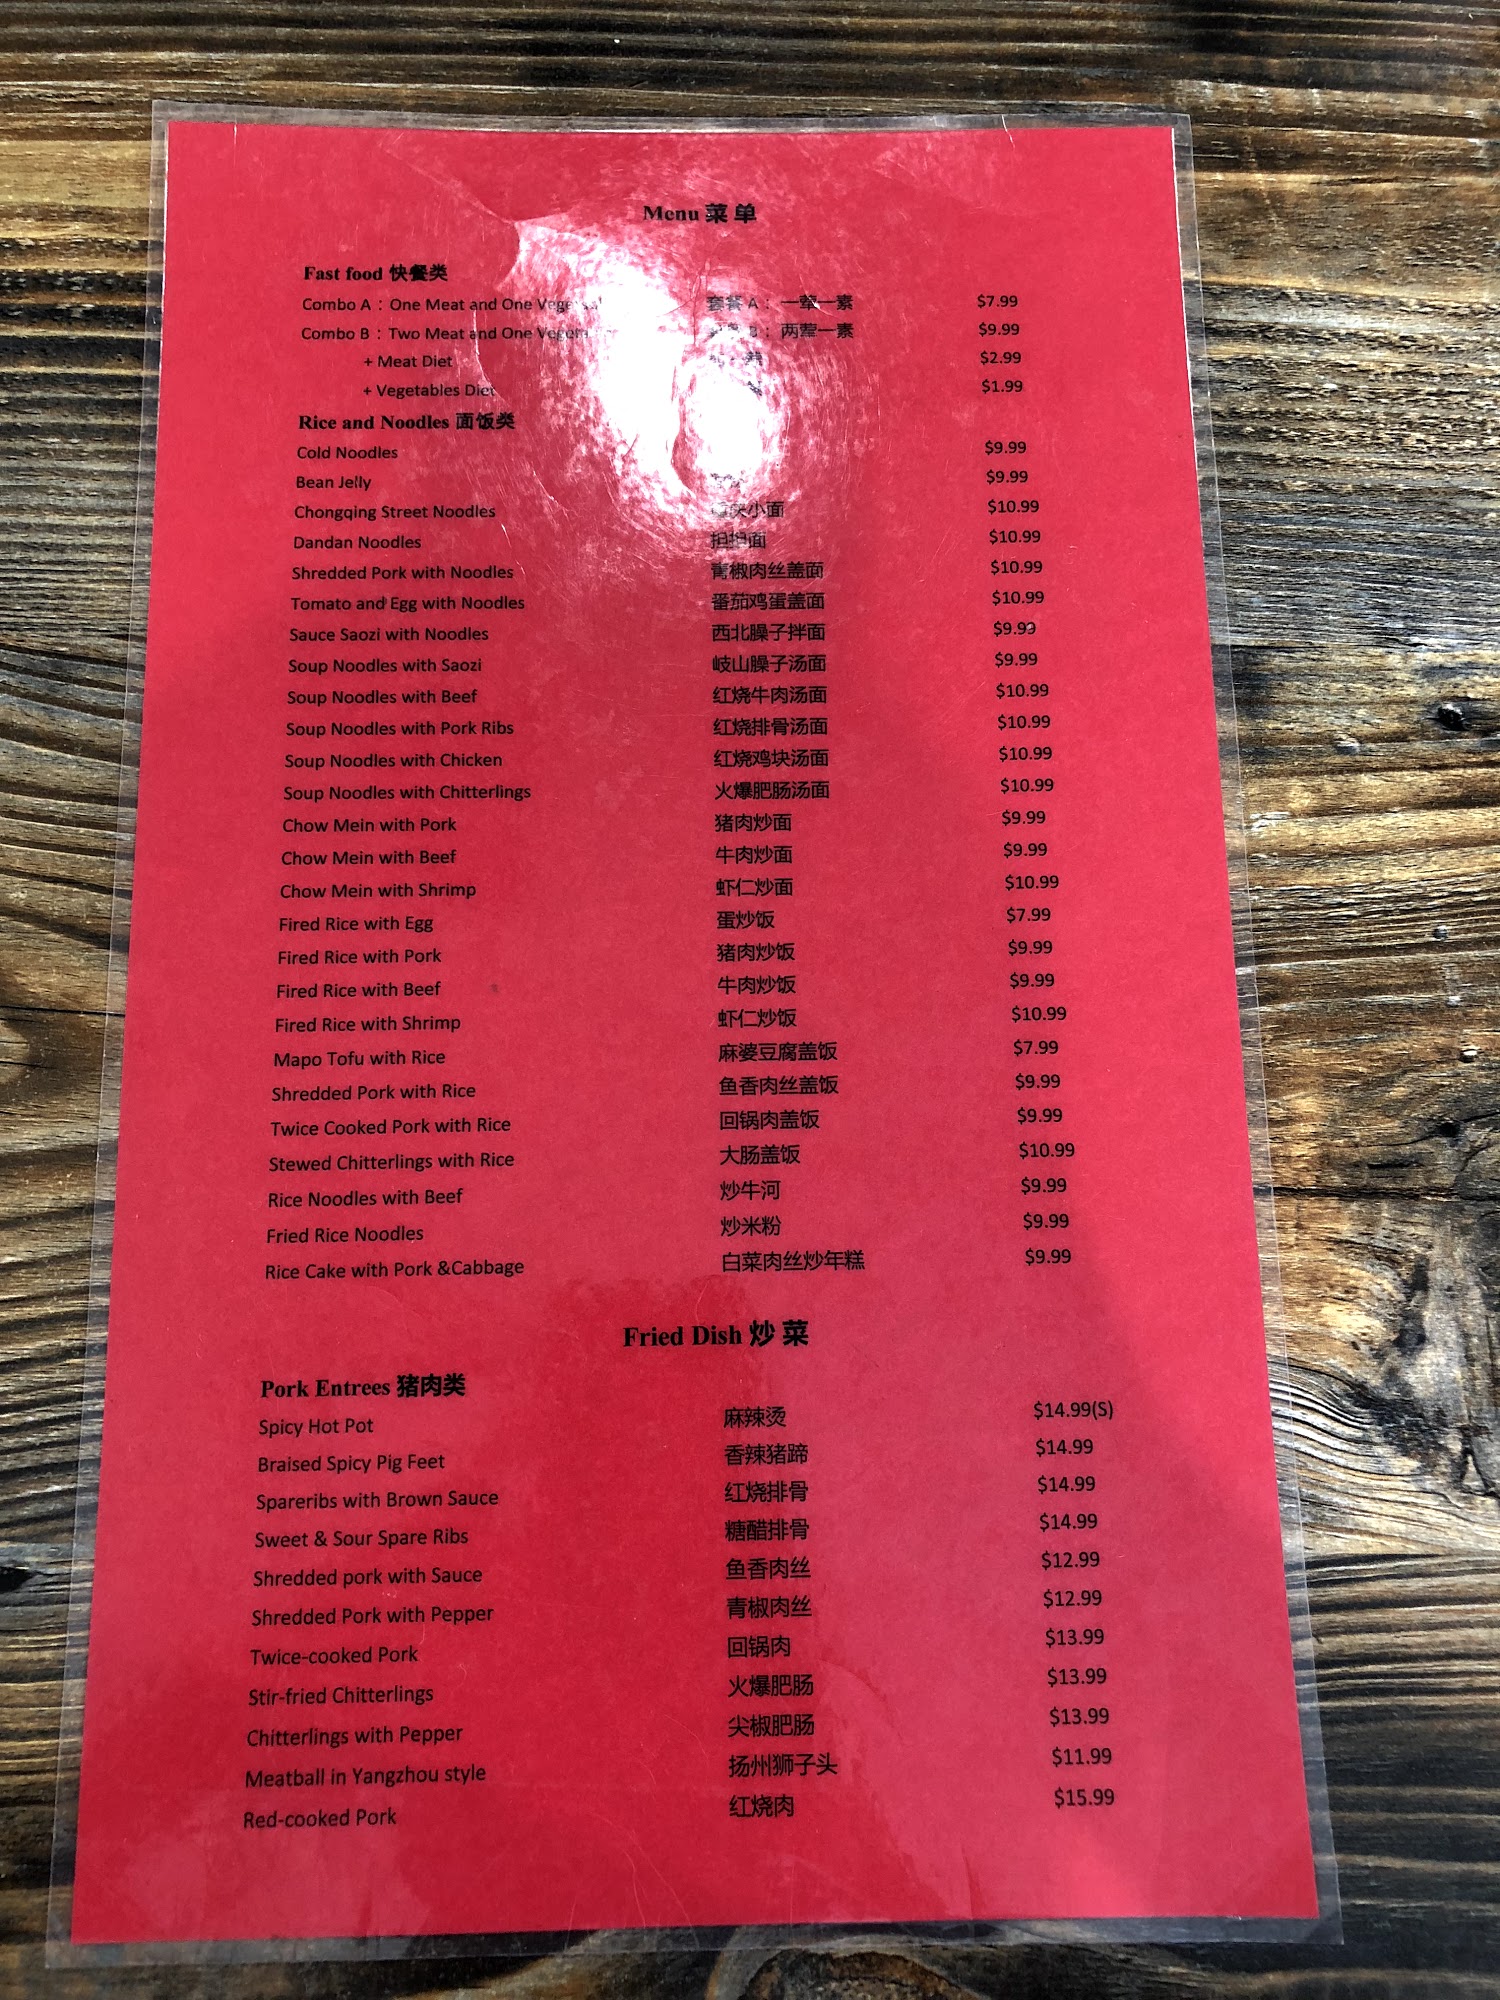 Menu 菜单
Fast food 快餐类
Combo A：One Meat and One 套餐 A： 一荤一素 $7.99
Combo B：Two Meat and One B： 两荤一素 $9.99
+ Meat Diet $2.99
+ Vegetables Diet $1.99
Rice and Noodles 面饭类
Cold Noodles $9.99
Bean Jelly $9.99
Chongqing Street Noodles 小面 $10.99
Dandan Noodles 担担面 $10.99
Shredded Pork with Noodles 青椒肉丝盖面 $10.99
Tomato and Egg with Noodles 番茄鸡蛋盖面 $10.99
Sauce Saozi with Noodles 西北臊子拌面 $9.99
Soup Noodles with Saozi 岐山臊子汤面 $9.99
Soup Noodles with Beef 红烧牛肉汤面 $10.99
Soup Noodles with Pork Ribs 红烧排骨汤面 $10.99
Soup Noodles with Chicken 红烧鸡块汤面 $10.99
Soup Noodles with Chitterlings 火爆肥肠汤面 $10.99
Chow Mein with Pork 猪肉炒面 $9.99
Chow Mein with Beef 牛肉炒面 $9.99
Chow Mein with Shrimp 虾仁炒面 $10.99
Fired Rice with Egg 蛋炒饭 $7.99
Fired Rice with Pork 猪肉炒饭 $9.99
Fired Rice with Beef 牛肉炒饭 $9.99
Fired Rice with Shrimp 虾仁炒饭 $10.99
Mapo Tofu with Rice 麻婆豆腐盖饭 $7.99
Shredded Pork with Rice 鱼香肉丝盖饭 $9.99
Twice Cooked Pork with Rice 回锅肉盖饭 $9.99
Stewed Chitterlings with Rice 大肠盖饭 $10.99
Rice Noodles with Beef 炒牛河 $9.99
Fried Rice Noodles 炒米粉 $9.99
Rice Cake with Pork &Cabbage 白菜肉丝炒年糕 $9.99
Fried Dish 炒菜
Pork Entrees 猪肉类
Spicy Hot Pot 麻辣烫 $14.99(S)
Braised Spicy Pig Feet 香辣猪蹄 $14.99
Spareribs with Brown Sauce 红烧排骨 $14.99
Sweet & Sour Spare Ribs 糖醋排骨 $14.99
Shredded pork with Sauce 鱼香肉丝 $12.99
Shredded Pork with Pepper 青椒肉丝 $12.99
Twice-cooked Pork 回锅肉 $13.99
Stir-fried Chitterlings 火爆肥肠 $13.99
Chitterlings with Pepper 尖椒肥肠 $13.99
Meatball in Yangzhou style 扬州狮子头 $11.99
Red-cooked Pork 红烧肉 $15.99